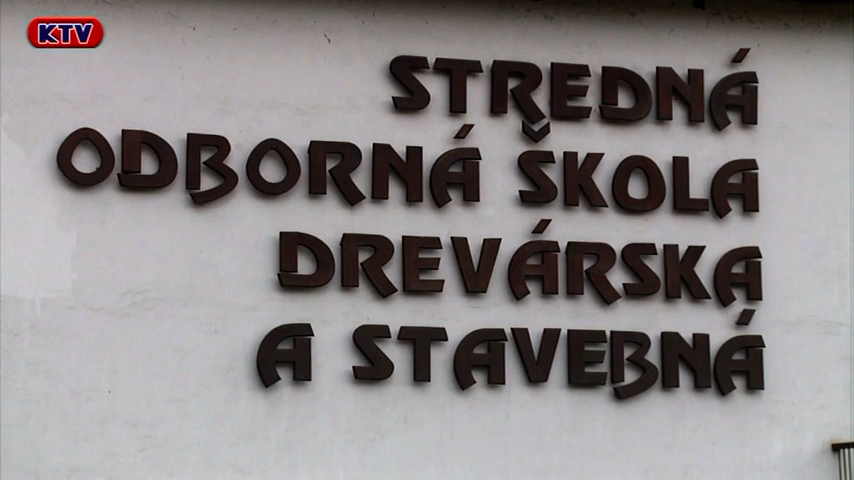 KTV
STREDNÁ
ODBORNÁ ŠKOLA
DREVÁRSKA
A STAVEBNÁ